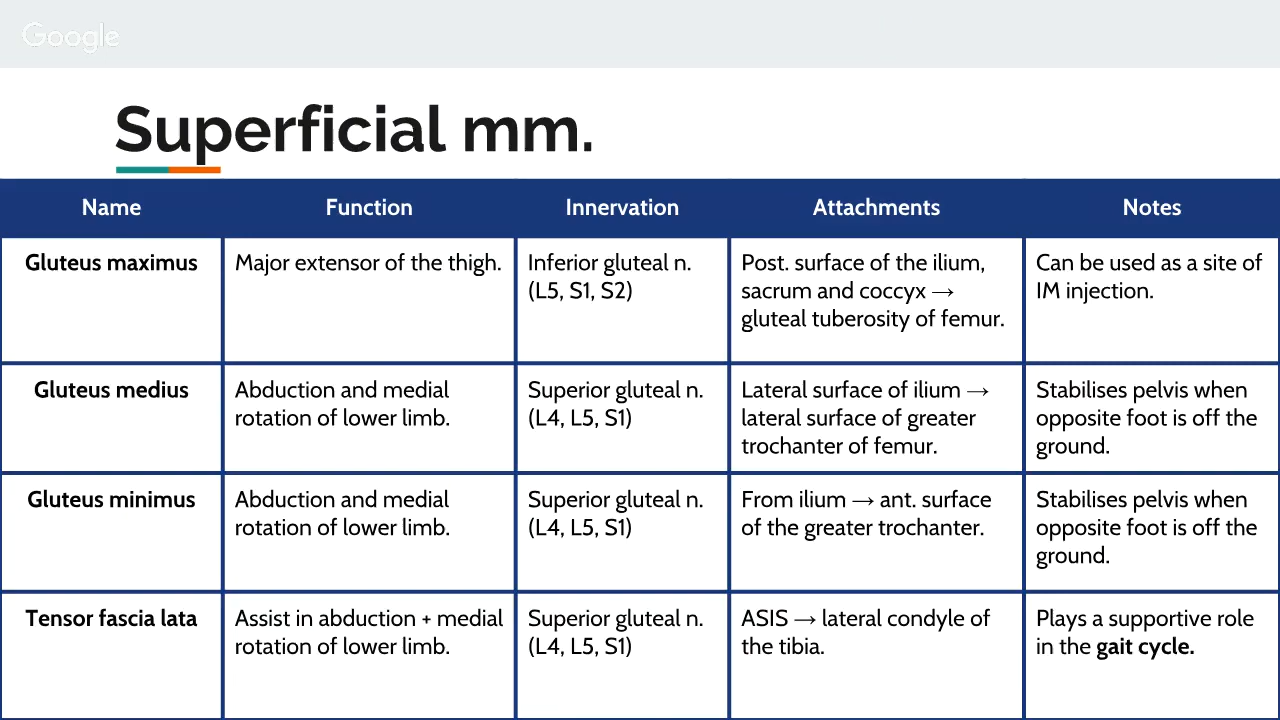 Google
Superficial mm.
Name Function Innervation Attachments Notes
Gluteus maximus
Major extensor of the thigh.
Inferior gluteal n.
(L5, S1, S2)
Post. surface of the ilium,
sacrum and coccyx →
gluteal tuberosity of femur.
Can be used as a site of
IM injection.
Gluteus medius
Abduction and medial
rotation of lower limb.
Superior gluteal n.
(L4, L5, S1)
Lateral surface of ilium →
lateral surface of greater
trochanter of femur.
Stabilises pelvis when
opposite foot is off the
ground.
Gluteus minimus
Abduction and medial
rotation of lower limb.
Superior gluteal n.
(L4, L5, S1)
From ilium → ant. surface
of the greater trochanter.
Stabilises pelvis when
opposite foot is off the
ground.
Tensor fascia lata
Assist in abduction + medial
rotation of lower limb.
Superior gluteal n.
(L4, L5, S1)
ASIS → lateral condyle of
the tibia.
Plays a supportive role
in the gait cycle.